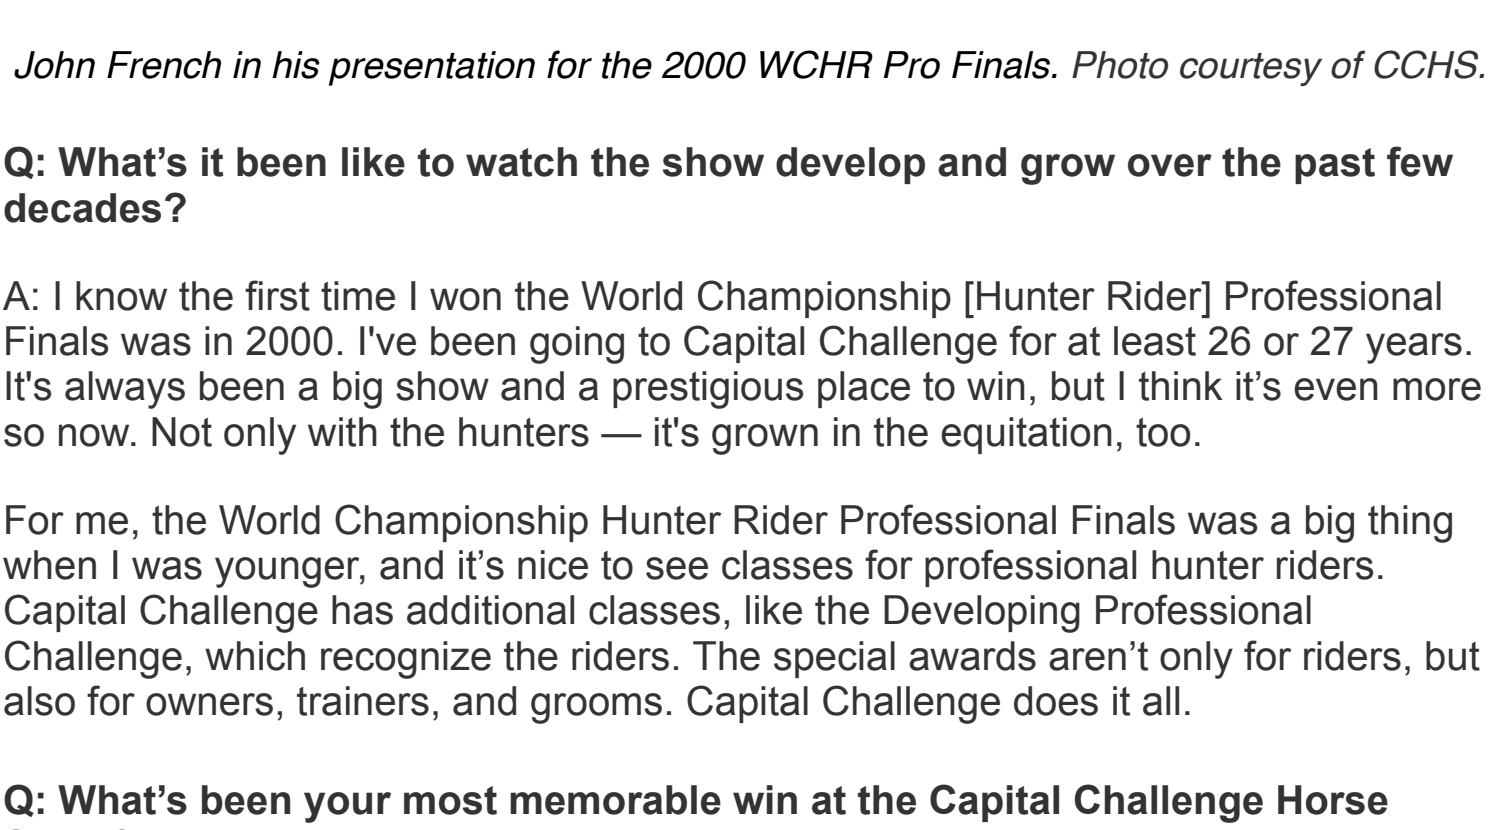 John French in his presentation for the 2000 WCHR Pro Finals. Photo courtesy of CCHS.
Q: What’s it been like to watch the show develop and grow over the past few
decades?
A: I know the first time I won the World Championship [Hunter Rider] Professional
Finals was in 2000. I've been going to Capital Challenge for at least 26 or 27 years.
It's always been a big show and a prestigious place to win, but I think it’s even more
so now. Not only with the hunters — it's grown in the equitation, too.
For me, the World Championship Hunter Rider Professional Finals was a big thing
when I was younger, and it’s nice to see classes for professional hunter riders.
Capital Challenge has additional classes, like the Developing Professional
Challenge, which recognize the riders. The special awards aren’t only for riders, but
also for owners, trainers, and grooms. Capital Challenge does it all.
Q: What’s been your most memorable win at the Capital Challenge Horse